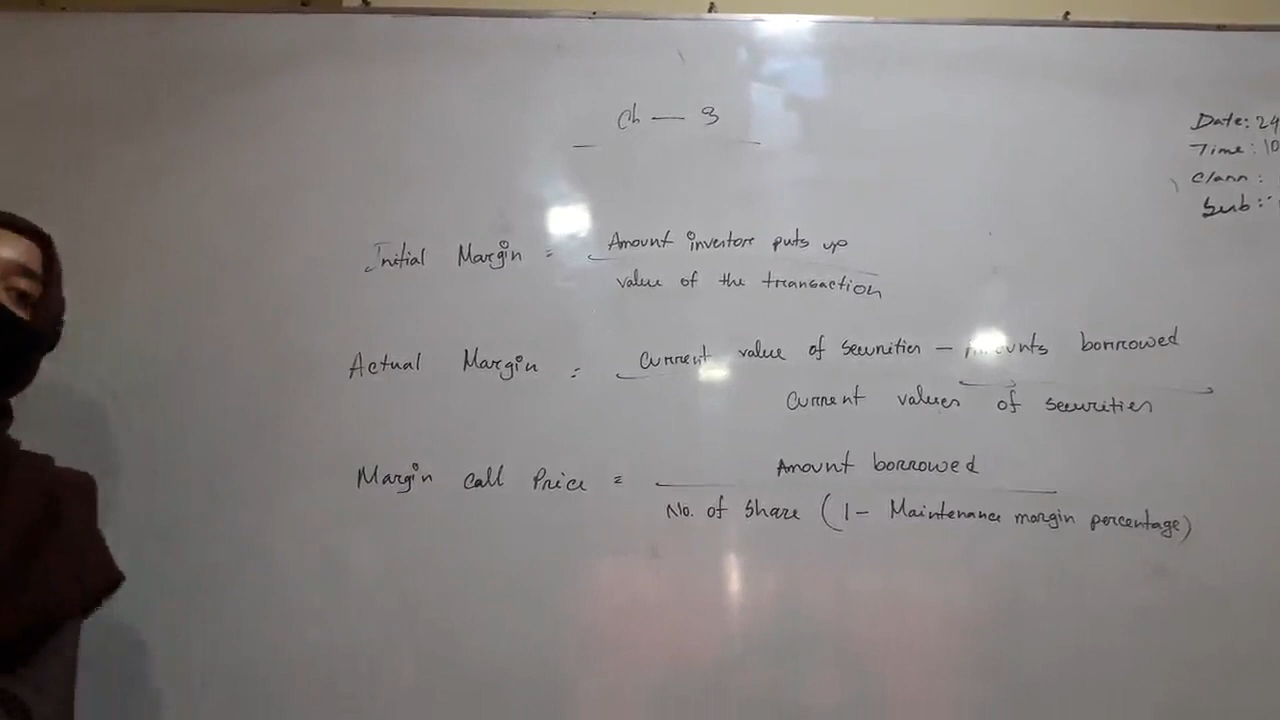 Ch — 3
Date: 24
Time: 10
Class:
Sub:
Initial Margin = Amount investors puts up
value of the transaction
Actual Margin = Current value of securities — Amounts borrowed
Current values of securities
Margin call Price = Amount borrowed
No. of Share (1 - Maintenance margin percentage)